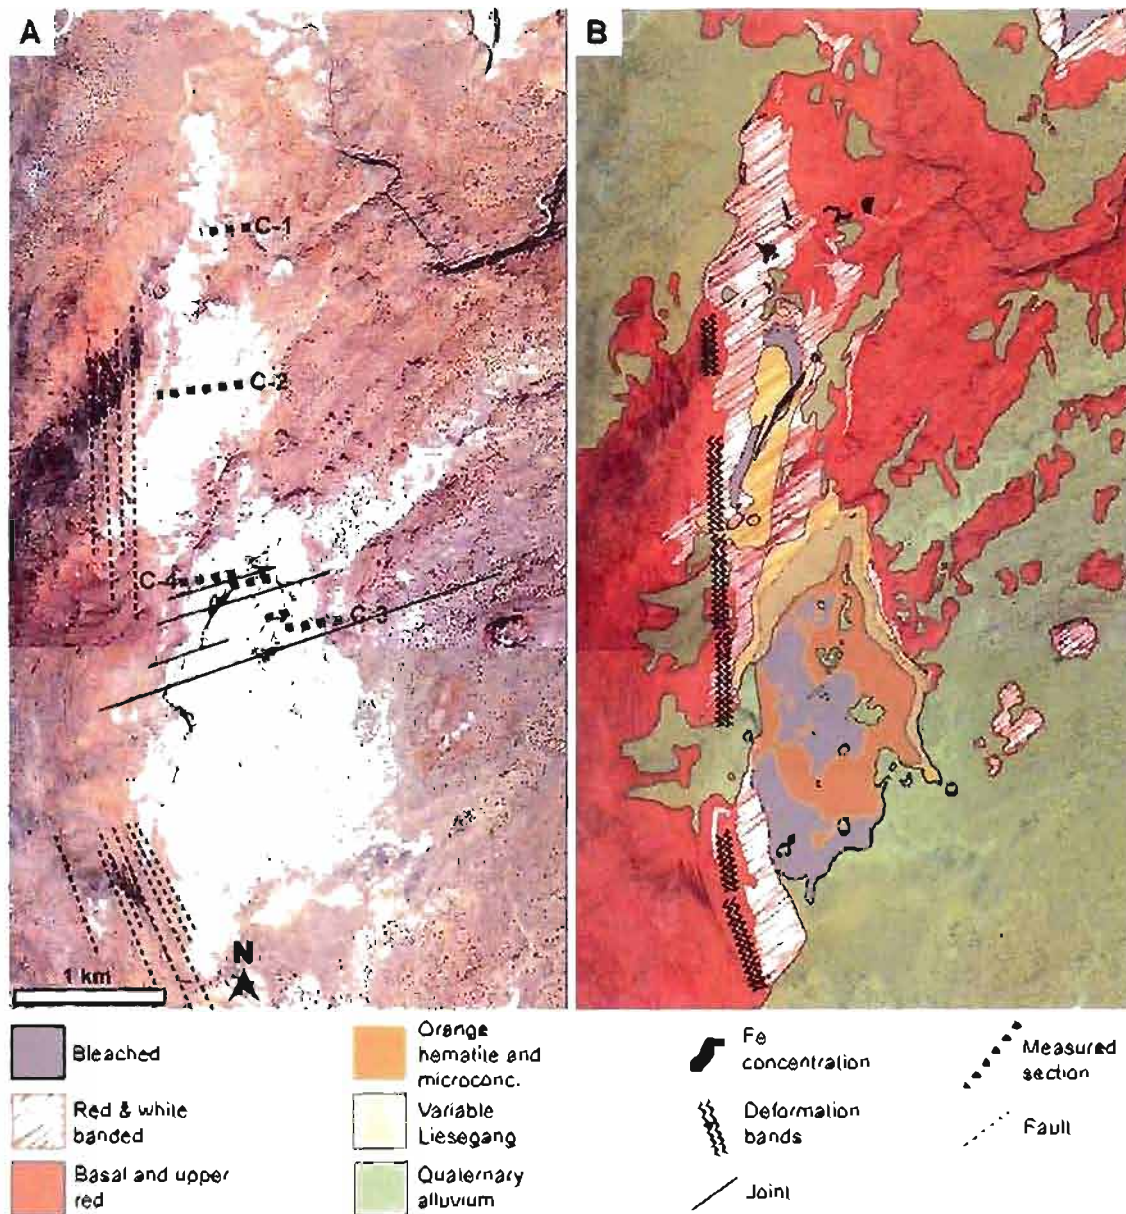 A
B
C-1
C-2
C-4
C-3
N
1 km
Bleached
Red & white
banded
Basal and upper
red
Orange
hematite and
microconc.
Variable
Liesegang
Quaternary
alluvium
Fe
concentration
Deformation
bands
Joint
Measured
section
Fault